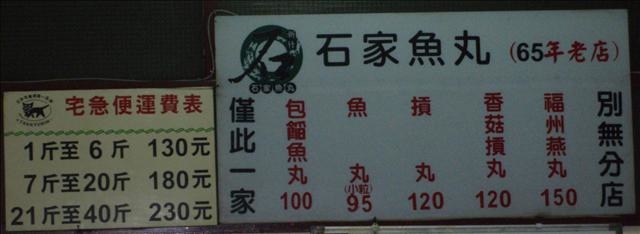 石家魚丸 (65年老店)
石家魚丸
別無分店
福州燕丸 150
香菇摃丸 120
摃丸 120
魚丸(小粒) 95
包餡魚丸 100
僅此一家
宅急便運費表
1斤至6斤 130元
7斤至20斤 180元
21斤至40斤 230元